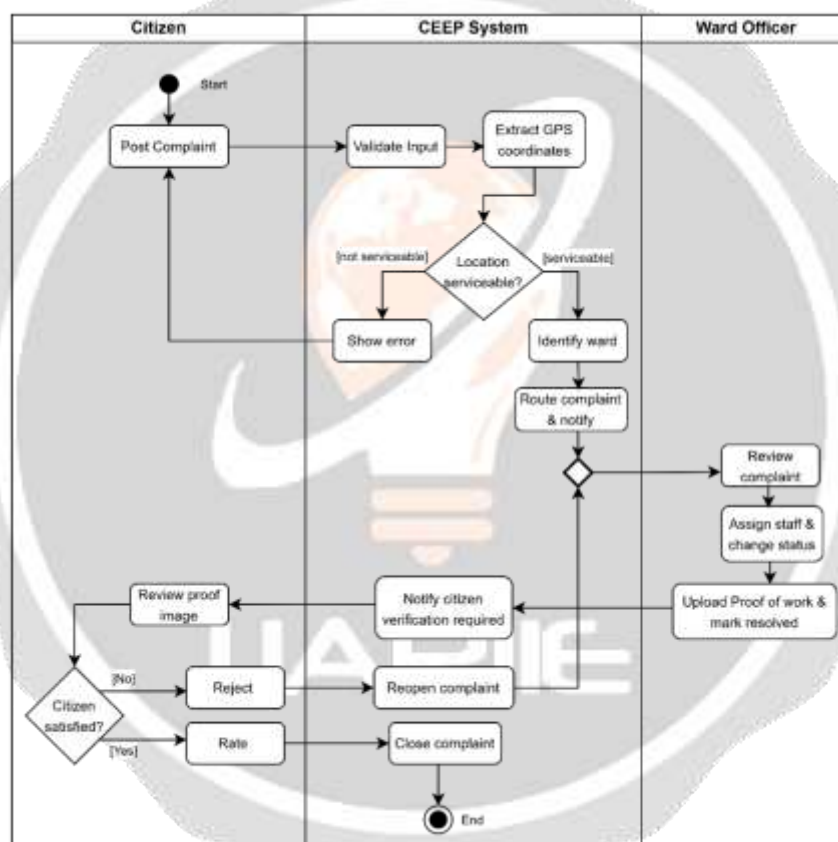 Citizen
CEEP System
Ward Officer
Start
Post Complaint
Validate Input
Extract GPS
coordinates
[not serviceable]
Location
serviceable?
[serviceable]
Show error
Identify ward
Route complaint
& notify
Review
complaint
Assign staff &
change status
Upload Proof of work &
mark resolved
Notify citizen
verification required
Review proof
image
Citizen
satisfied?
[No]
Reject
Reopen complaint
[Yes]
Rate
Close complaint
End